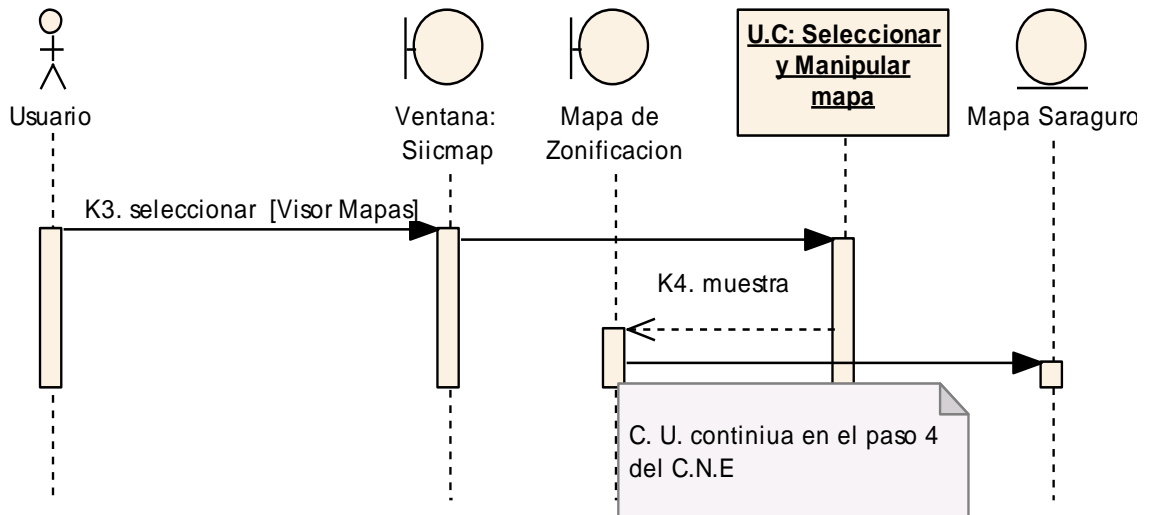 Usuario
Ventana:
Siicmap
Mapa de
Zonificacion
U.C: Seleccionar
y Manipular
mapa
Mapa Saraguro
K3. seleccionar [Visor Mapas]
K4. muestra
C. U. continiua en el paso 4
del C.N.E